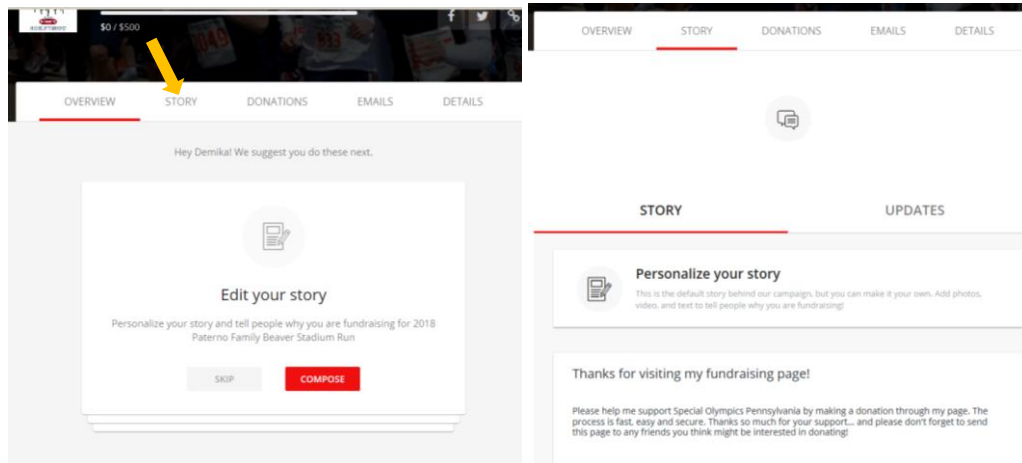 $0 / $500
OVERVIEW STORY DONATIONS EMAILS DETAILS
Hey Demika! We suggest you do these next.
Edit your story
Personalize your story and tell people why you are fundraising for 2018
Paterno Family Beaver Stadium Run
SKIP COMPOSE
OVERVIEW STORY DONATIONS EMAILS DETAILS
STORY UPDATES
Personalize your story
This is the default story behind our campaign, but you can make it your own. Add photos,
video, and text to tell people why you are fundraising!
Thanks for visiting my fundraising page!
Please help me support Special Olympics Pennsylvania by making a donation through my page. The
process is fast, easy and secure. Thanks so much for your support... and please don't forget to send
this page to any friends you think might be interested in donating!